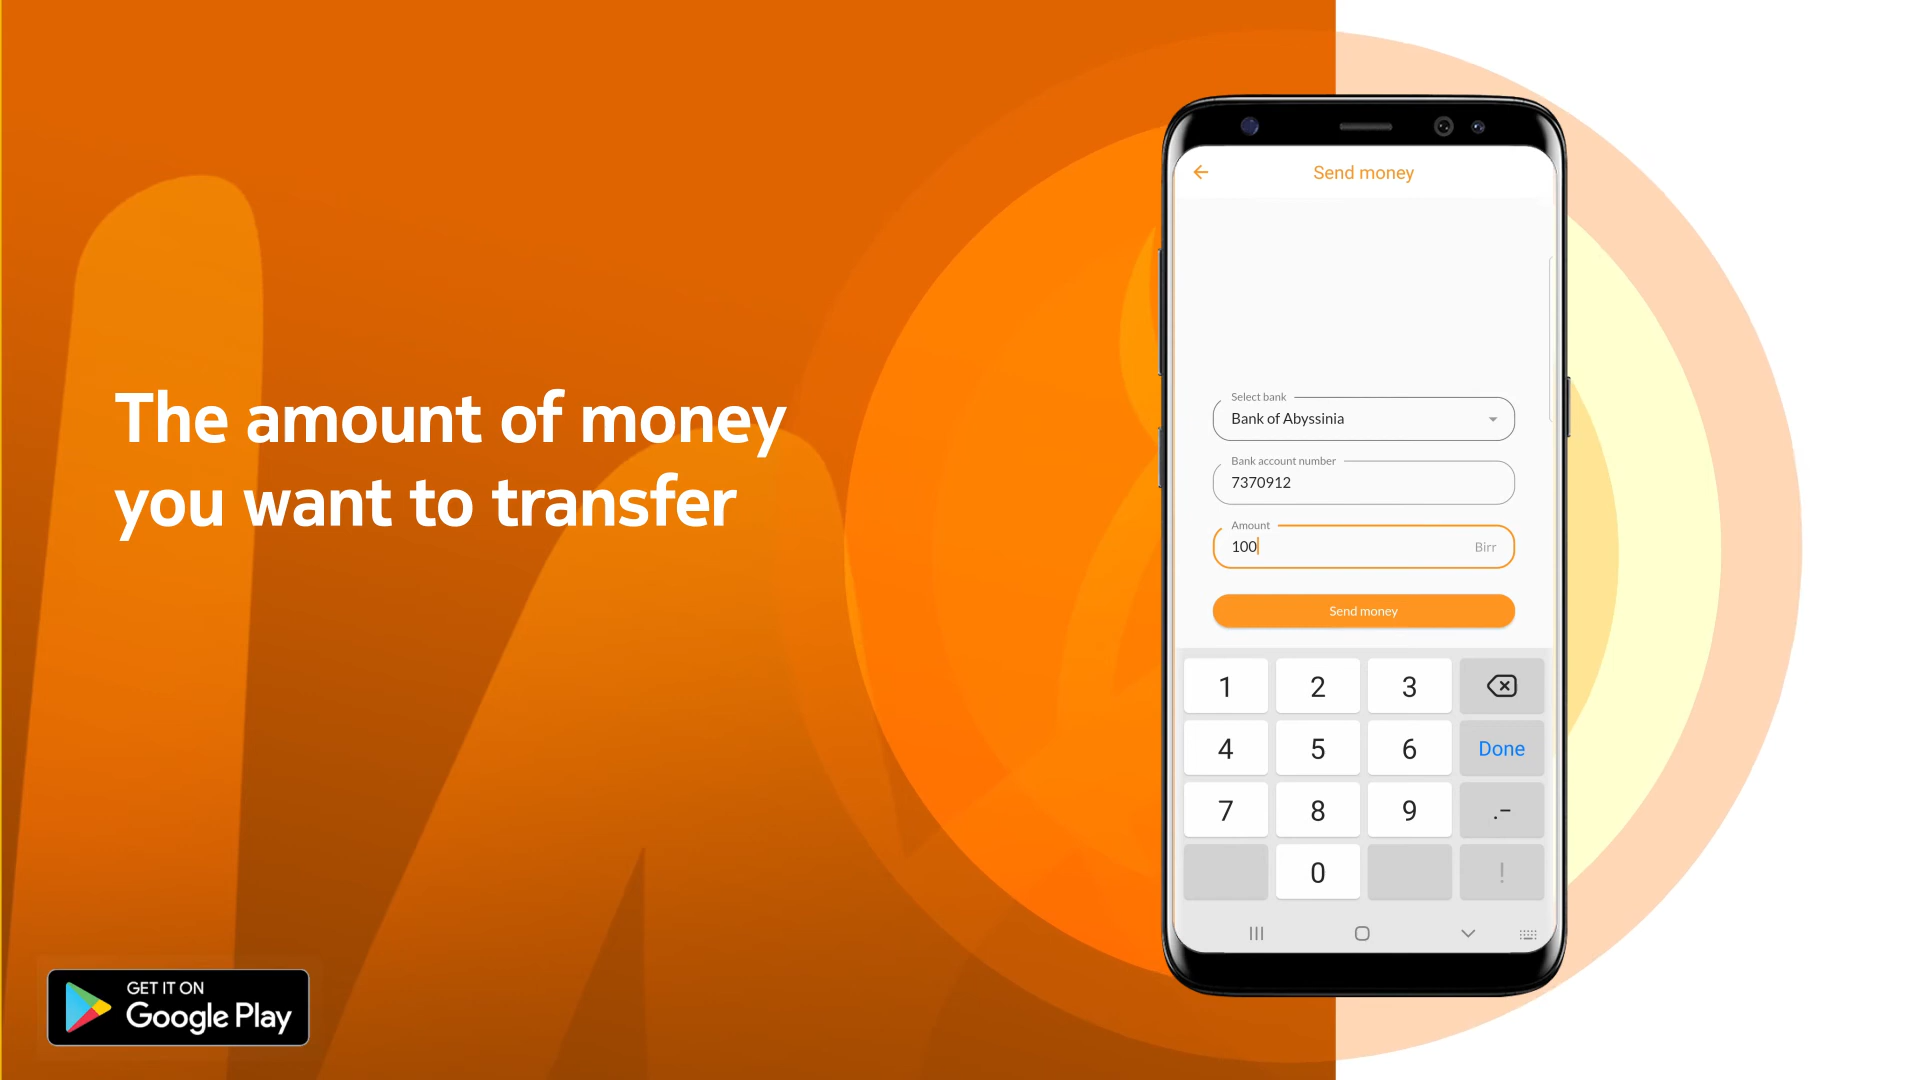 The amount of money
you want to transfer
GET IT ON
Google Play
Send money
Select bank
Bank of Abyssinia
Bank account number
7370912
Amount
100 Birr
Send money
1 2 3
4 5 6 Done
7 8 9 .-
0 !